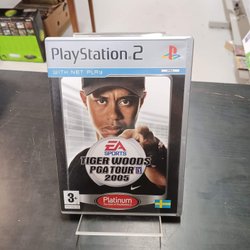 PlayStation 2
WITH NET PLAY
EA
SPORTS
TIGER WOODS
PGA TOUR
2005
3+
Platinum